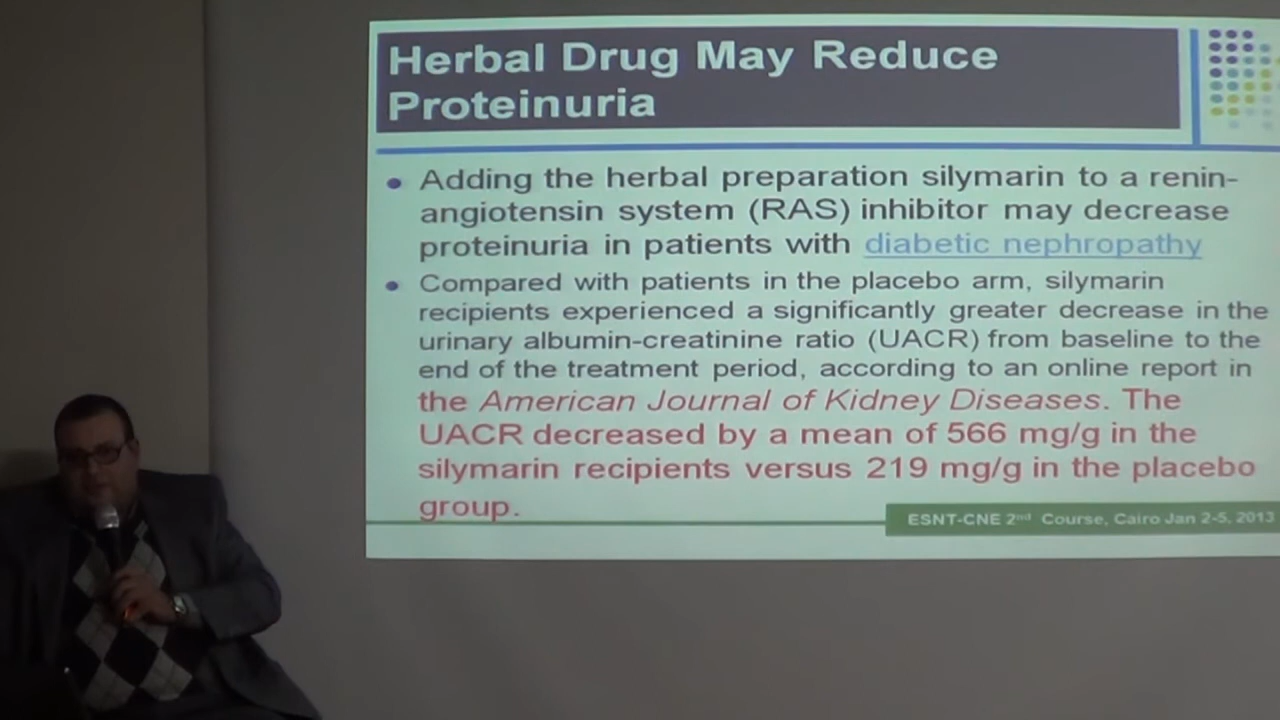 Herbal Drug May Reduce
Proteinuria
• Adding the herbal preparation silymarin to a renin-
angiotensin system (RAS) inhibitor may decrease
proteinuria in patients with diabetic nephropathy
• Compared with patients in the placebo arm, silymarin
recipients experienced a significantly greater decrease in the
urinary albumin-creatinine ratio (UACR) from baseline to the
end of the treatment period, according to an online report in
the American Journal of Kidney Diseases. The
UACR decreased by a mean of 566 mg/g in the
silymarin recipients versus 219 mg/g in the placebo
group.
ESNT-CNE 2nd Course, Cairo Jan 2-5, 2013